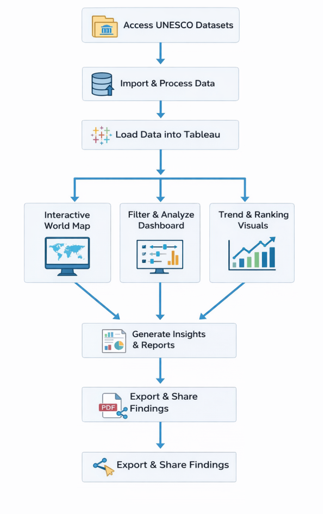 Access UNESCO Datasets
Import & Process Data
Load Data into Tableau
Interactive
World Map
Filter & Analyze
Dashboard
Trend & Ranking
Visuals
Generate Insights
& Reports
PDF
Export & Share
Findings
Export & Share Findings